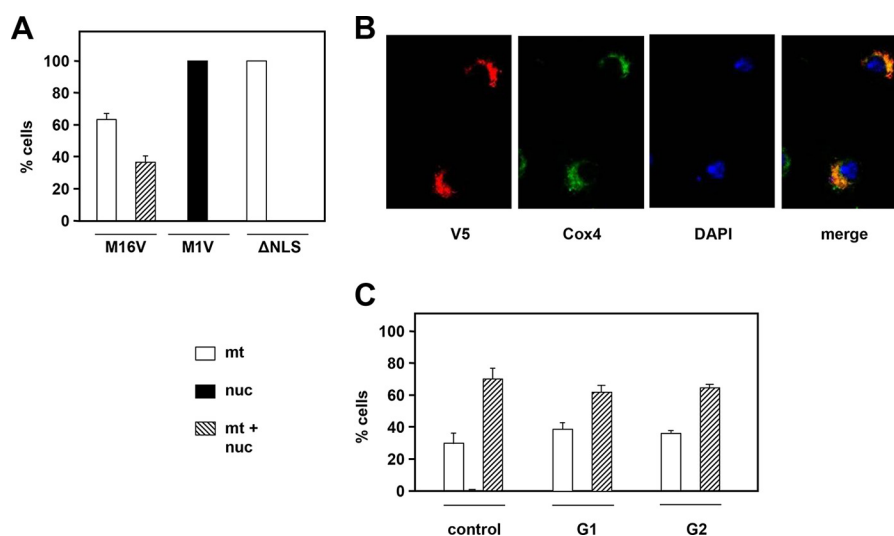 A
% cells
100
80
60
40
20
0
M16V M1V ΔNLS
B
V5 Cox4 DAPI merge
mt
nuc
mt +
nuc
C
% cells
100
80
60
40
20
0
control G1 G2